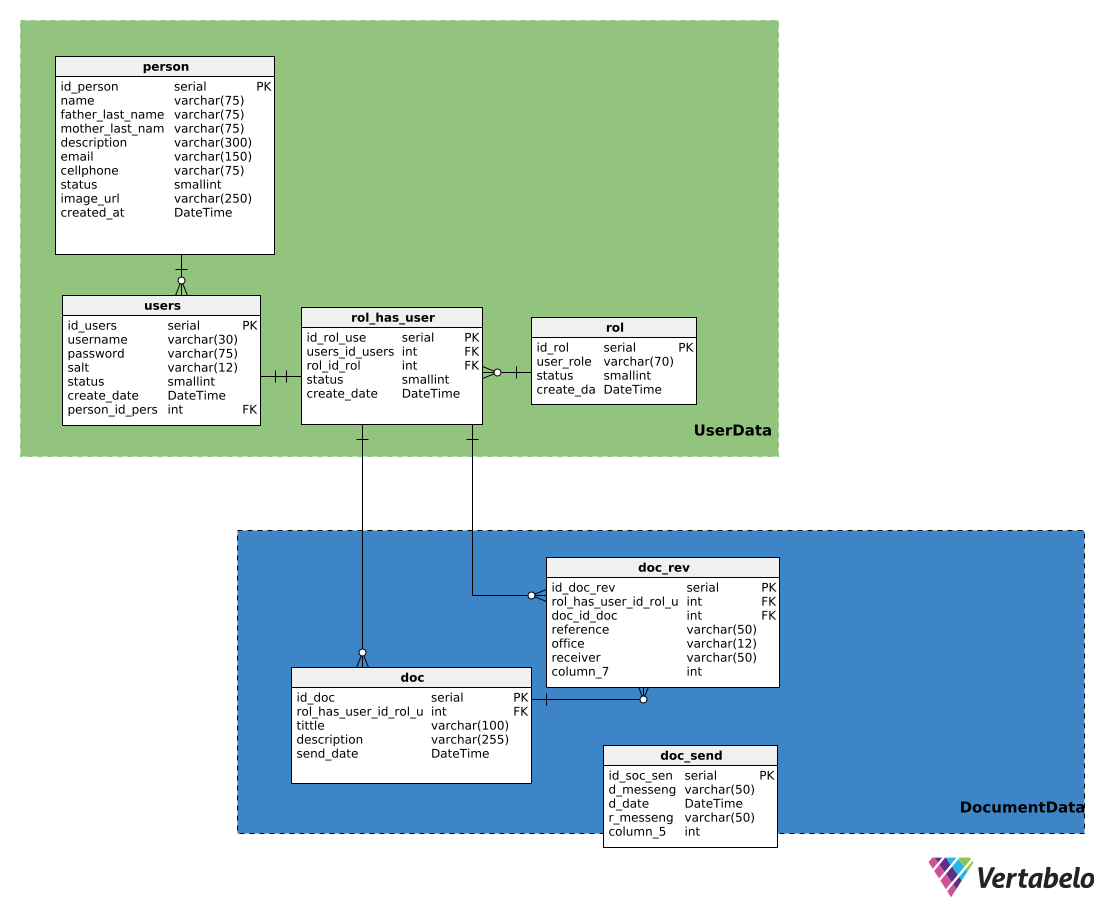 person
id_person serial PK
name varchar(75)
father_last_name varchar(75)
mother_last_nam varchar(75)
description varchar(300)
email varchar(150)
cellphone varchar(75)
status smallint
image_url varchar(250)
created_at DateTime
users
id_users serial PK
username varchar(30)
password varchar(75)
salt varchar(12)
status smallint
create_date DateTime
person_id_pers int FK
rol_has_user
id_rol_use serial PK
users_id_users int FK
rol_id_rol int FK
status smallint
create_date DateTime
rol
id_rol serial PK
user_role varchar(70)
status smallint
create_da DateTime
UserData
doc_rev
id_doc_rev serial PK
rol_has_user_id_rol_u int FK
doc_id_doc int FK
reference varchar(50)
office varchar(12)
receiver varchar(50)
column_7 int
doc
id_doc serial PK
rol_has_user_id_rol_u int FK
tittle varchar(100)
description varchar(255)
send_date DateTime
doc_send
id_soc_sen serial PK
d_messeng varchar(50)
d_date DateTime
r_messeng varchar(50)
column_5 int
DocumentData
Vertabelo